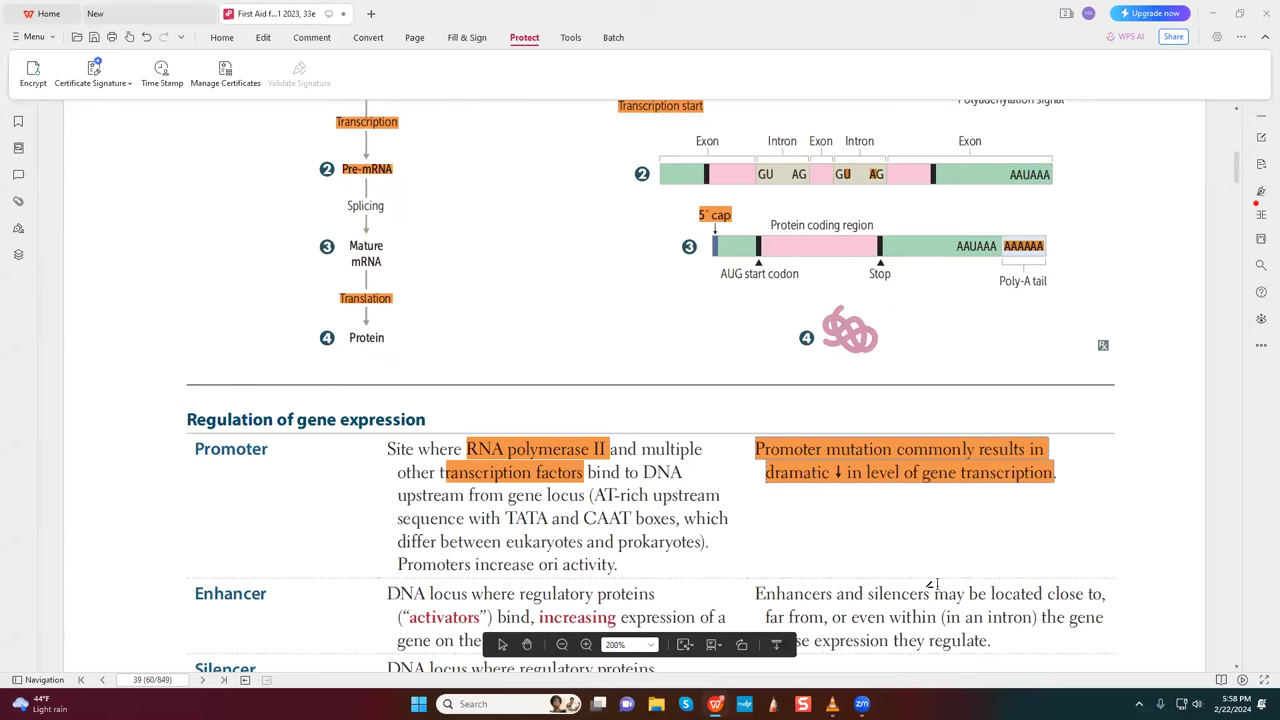 Home
New
First Aid f...1 2023, 33e
2
Upgrade now
Menu
Home
Edit
Comment
Convert
Page
Fill & Sign
Protect
Tools
Batch
WPS AI
Share
Encrypt
Certificate Signature
Time Stamp
Manage Certificates
Validate Signature
Transcription start
Polyadenylation signal
Transcription
Exon Intron Exon Intron Exon
2 Pre-mRNA
2 GU AG GU AG AAUAAA
Splicing
5´ cap
Protein coding region
3 Mature mRNA
3 AAUAAA AAAAAA
AUG start codon Stop Poly-A tail
Translation
4 Protein
4
Rx
Regulation of gene expression
Promoter
Site where RNA polymerase II and multiple
other transcription factors bind to DNA
upstream from gene locus (AT-rich upstream
sequence with TATA and CAAT boxes, which
differ between eukaryotes and prokaryotes).
Promoters increase ori activity.
Promoter mutation commonly results in
dramatic ↓ in level of gene transcription.
Enhancer
DNA locus where regulatory proteins
(“activators”) bind, increasing expression of a
gene on the
Enhancers and silencers may be located close to,
far from, or even within (in an intron) the gene
expression they regulate.
Silencer
DNA locus where regulatory proteins
200%
Navigation
39 (60/849)
44°F
Light rain
Search
5:58 PM
2/22/2024